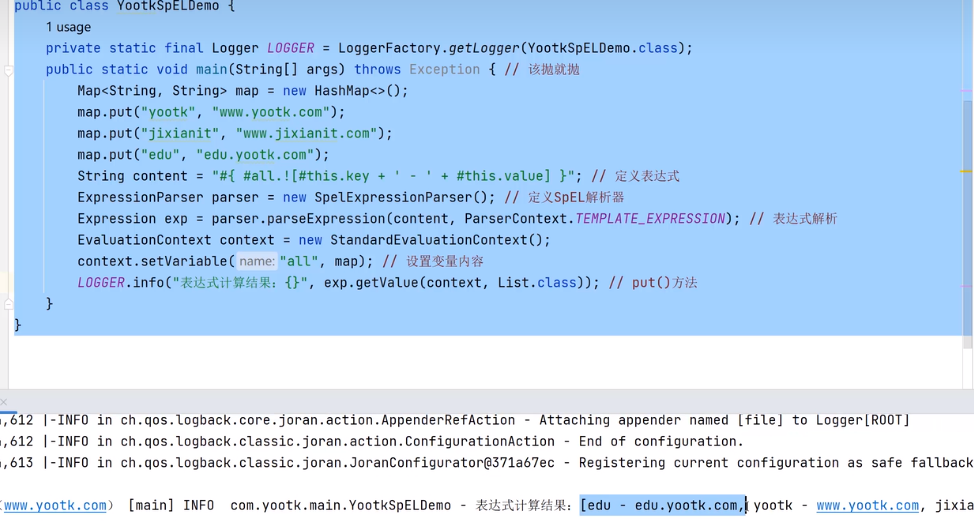 public class YootkSpELDemo {
1 usage
private static final Logger LOGGER = LoggerFactory.getLogger(YootkSpELDemo.class);
public static void main(String[] args) throws Exception { // 该抛就抛
Map<String, String> map = new HashMap<>();
map.put("yootk", "www.yootk.com");
map.put("jixianit", "www.jixianit.com");
map.put("edu", "edu.yootk.com");
String content = "#{ #all.![#this.key + ' - ' + #this.value] }"; // 定义表达式
ExpressionParser parser = new SpelExpressionParser(); // 定义SpEL解析器
Expression exp = parser.parseExpression(content, ParserContext.TEMPLATE_EXPRESSION); // 表达式解析
EvaluationContext context = new StandardEvaluationContext();
context.setVariable( name: "all", map); // 设置变量内容
LOGGER.info("表达式计算结果：{}", exp.getValue(context, List.class)); // put()方法
}
}
,612 |-INFO in ch.qos.logback.core.joran.action.AppenderRefAction - Attaching appender named [file] to Logger[ROOT]
,612 |-INFO in ch.qos.logback.classic.joran.action.ConfigurationAction - End of configuration.
,613 |-INFO in ch.qos.logback.classic.joran.JoranConfigurator@371a67ec - Registering current configuration as safe fallback
（www.yootk.com） [main] INFO com.yootk.main.YootkSpELDemo - 表达式计算结果：[edu - edu.yootk.com, yootk - www.yootk.com, jixia